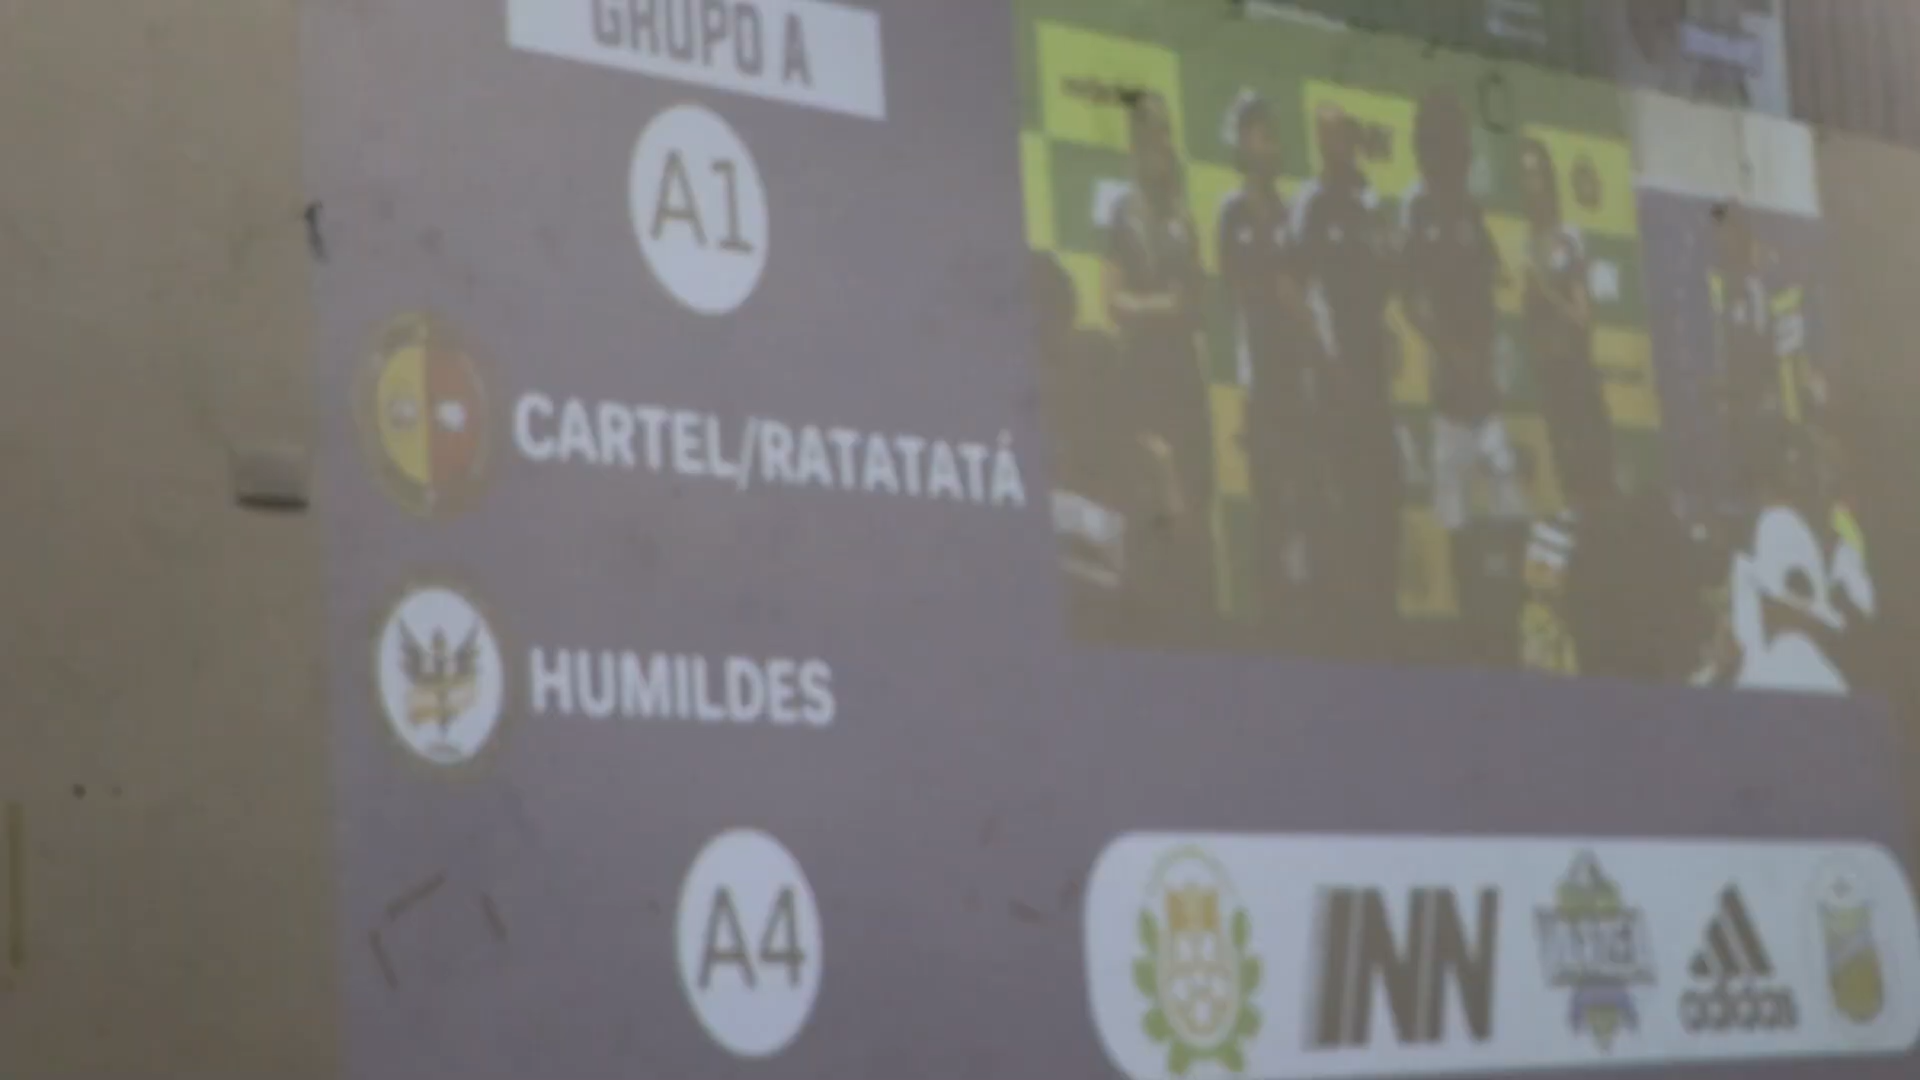 GRUPO A
A1
CARTEL/RATATATÁ
HUMILDES
A4
INN
adidas